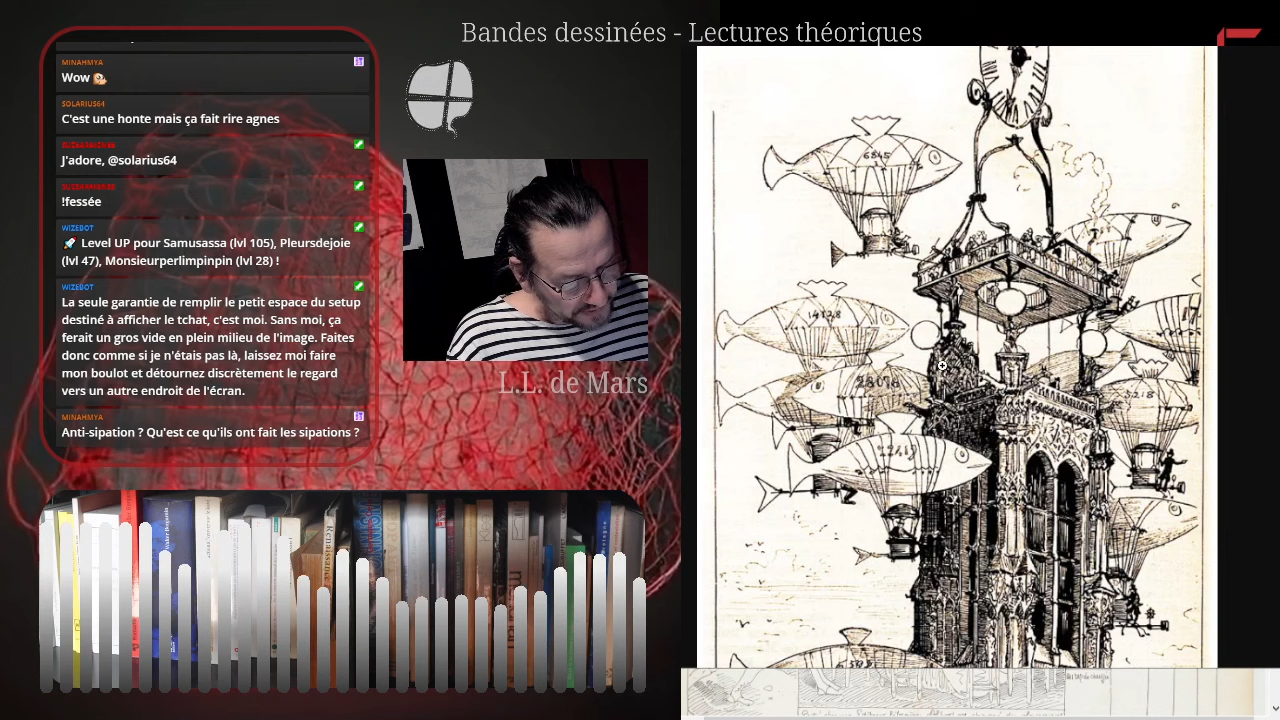 Bandes dessinées - Lectures théoriques
MINAHMYA
Wow
SOLARIUS64
C'est une honte mais ça fait rire agnes
J'adore, @solarius64
!fessée
WIZEBOT
🚀 Level UP pour Samusassa (lvl 105), Pleursdejoie
(lvl 47), Monsieurperlimpinpin (lvl 28) !
WIZEBOT
La seule garantie de remplir le petit espace du setup
destiné à afficher le tchat, c'est moi. Sans moi, ça
ferait un gros vide en plein milieu de l'image. Faites
donc comme si je n'étais pas là, laissez moi faire
mon boulot et détournez discrètement le regard
vers un autre endroit de l'écran.
MINAHMYA
Anti-sipation ? Qu'est ce qu'ils ont fait les sipations ?
L.L. de Mars
6845